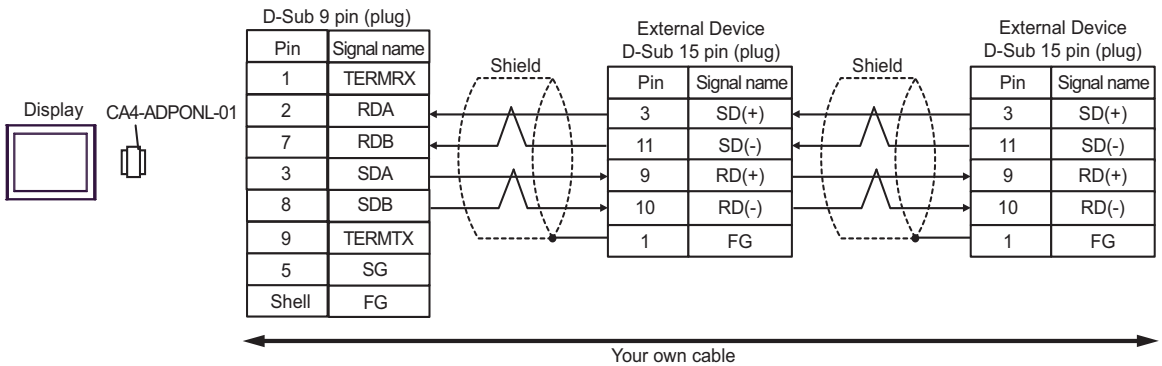 D-Sub 9 pin (plug)
Pin Signal name
1 TERMRX
2 RDA
7 RDB
3 SDA
8 SDB
9 TERMTX
5 SG
Shell FG
Display
CA4-ADPONL-01
Shield
External Device
D-Sub 15 pin (plug)
Pin Signal name
3 SD(+)
11 SD(-)
9 RD(+)
10 RD(-)
1 FG
Shield
External Device
D-Sub 15 pin (plug)
Pin Signal name
3 SD(+)
11 SD(-)
9 RD(+)
10 RD(-)
1 FG
Your own cable